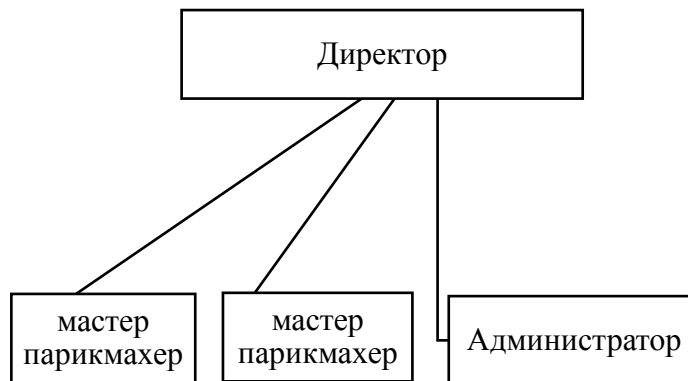 Директор
мастер
парикмахер
мастер
парикмахер
Администратор